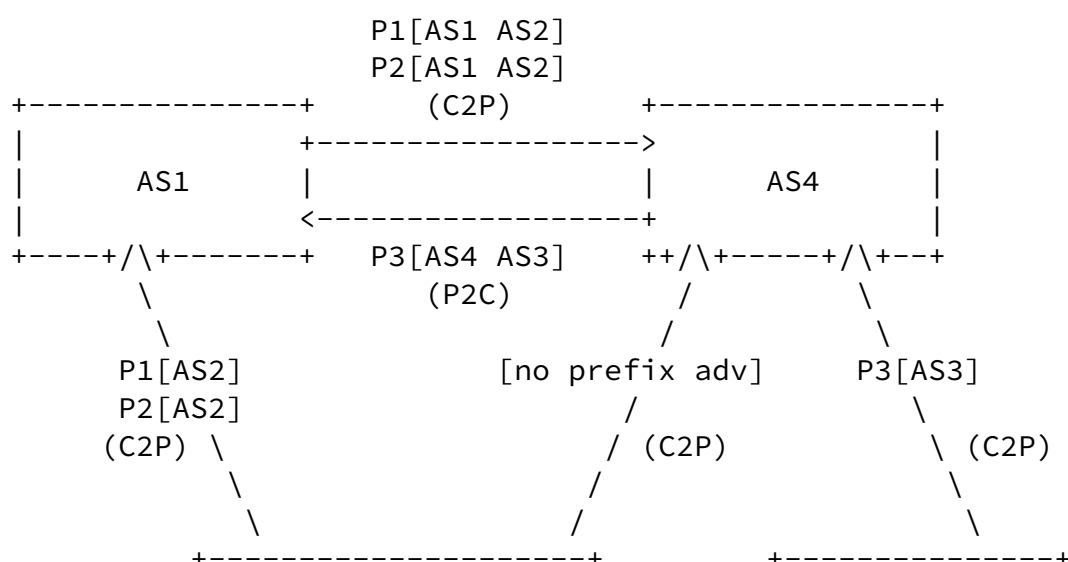 P1[AS1 AS2]
P2[AS1 AS2]
(C2P)
AS1 AS4
P3[AS4 AS3]
(P2C)
P1[AS2] [no prefix adv] P3[AS3]
P2[AS2]
(C2P) (C2P) (C2P)